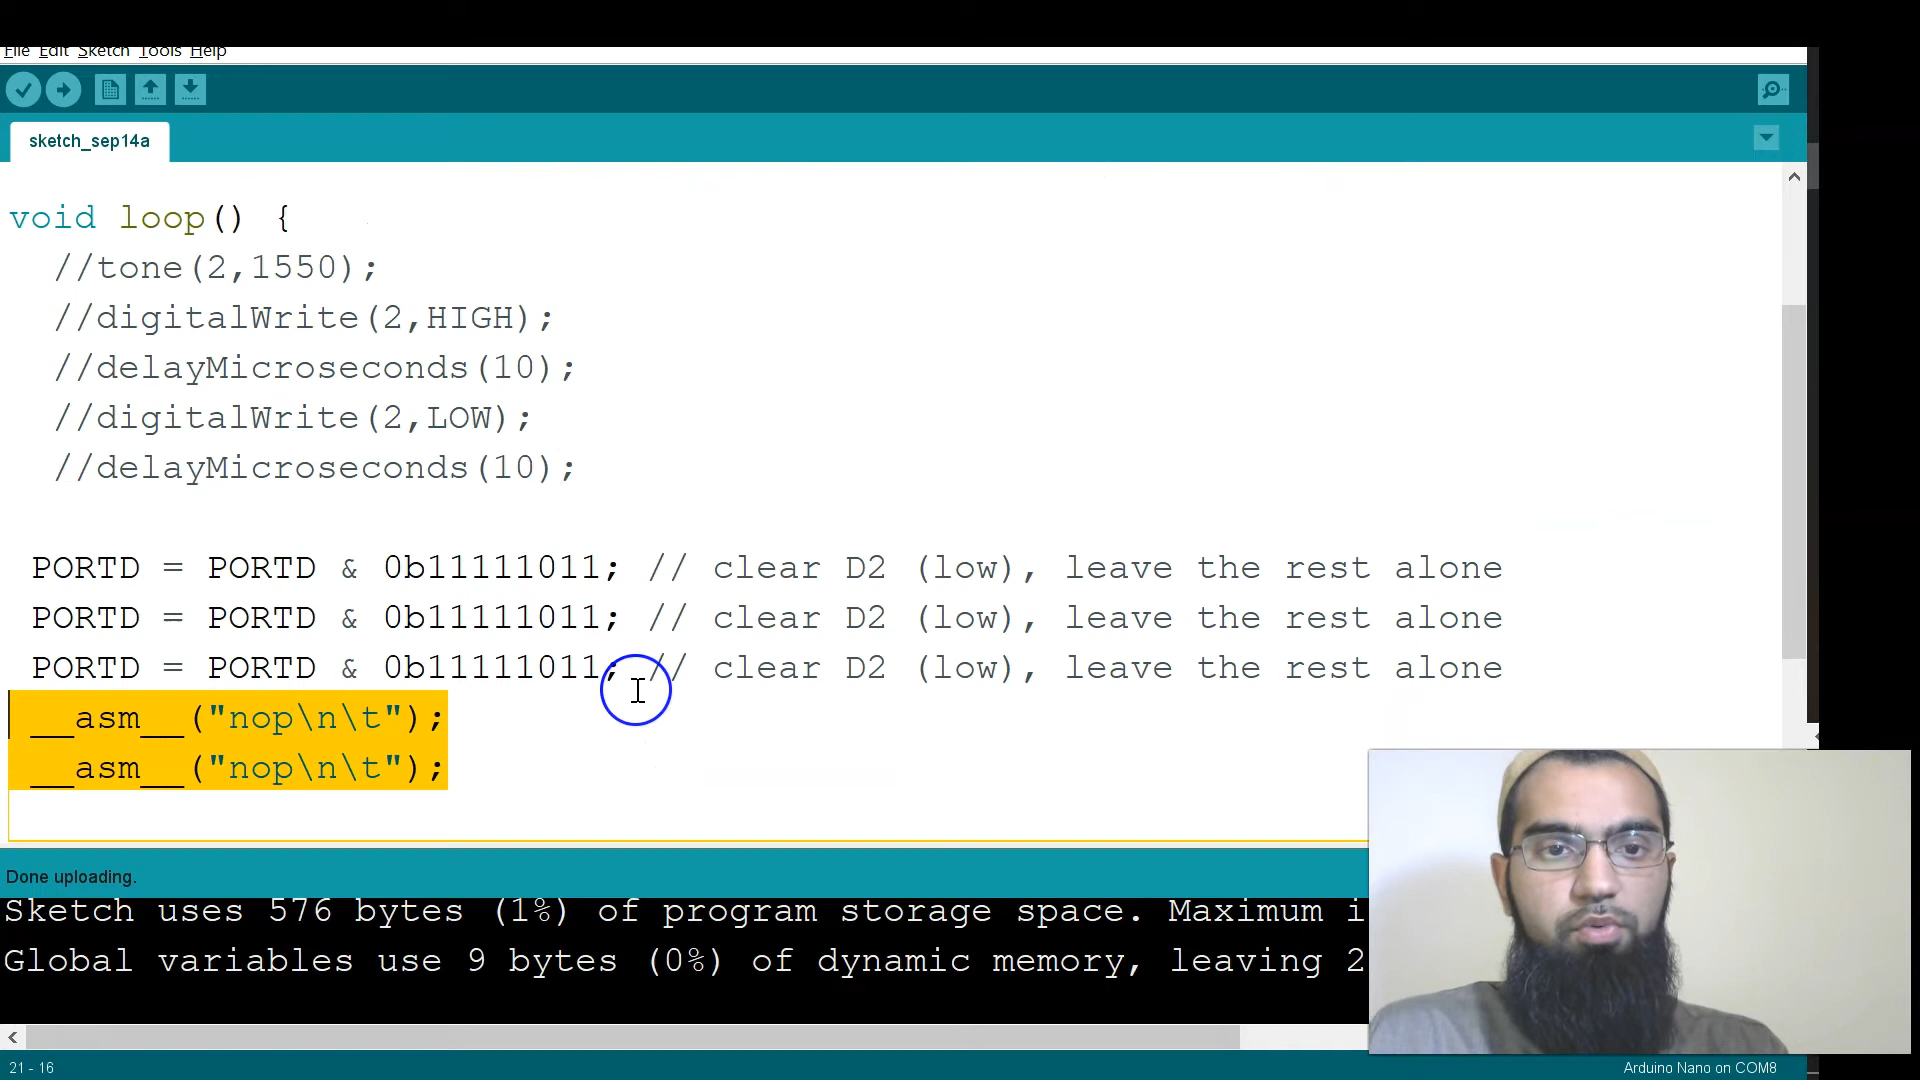 File Edit Sketch Tools Help
sketch_sep14a
void loop() {
//tone(2,1550);
//digitalWrite(2,HIGH);
//delayMicroseconds(10);
//digitalWrite(2,LOW);
//delayMicroseconds(10);
PORTD = PORTD & 0b11111011; // clear D2 (low), leave the rest alone
PORTD = PORTD & 0b11111011; // clear D2 (low), leave the rest alone
PORTD = PORTD & 0b11111011; // clear D2 (low), leave the rest alone
__asm__("nop\n\t");
__asm__("nop\n\t");
Done uploading.
Sketch uses 576 bytes (1%) of program storage space. Maximum i
Global variables use 9 bytes (0%) of dynamic memory, leaving 2
21 - 16
Arduino Nano on COM8